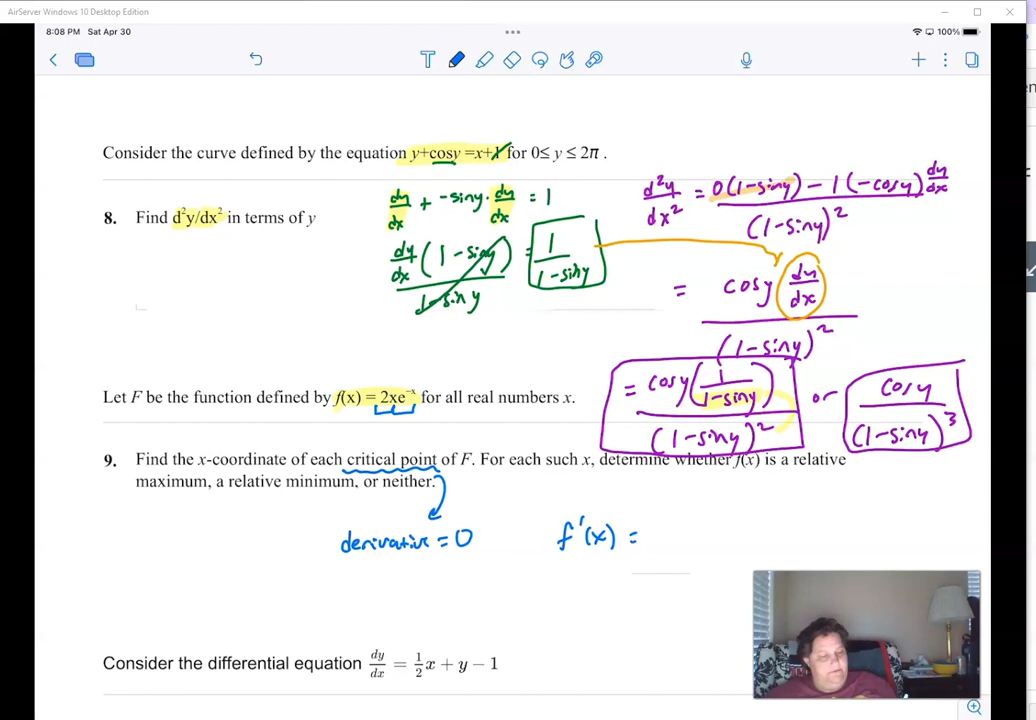 AirServer Windows 10 Desktop Edition
8:08 PM Sat Apr 30
100%
T
Consider the curve defined by the equation y+cosy =x+1 for 0≤ y ≤ 2π .
8. Find d²y/dx² in terms of y
dy/dx + -siny · dy/dx = 1
dy/dx (1-siny) / 1-siny = 1/(1-siny)
d²y/dx² = 0(1-siny) - 1(-cosy) dy/dx / (1-siny)²
= cosy (dy/dx) / (1-siny)²
= cosy (1/(1-siny)) / (1-siny)² or cosy / (1-siny)³
Let F be the function defined by f(x) = 2xe⁻ˣ for all real numbers x.
9. Find the x-coordinate of each critical point of F. For each such x, determine whether f(x) is a relative
maximum, a relative minimum, or neither.
derivative = 0
f'(x) =
Consider the differential equation dy/dx = 1/2 x + y − 1